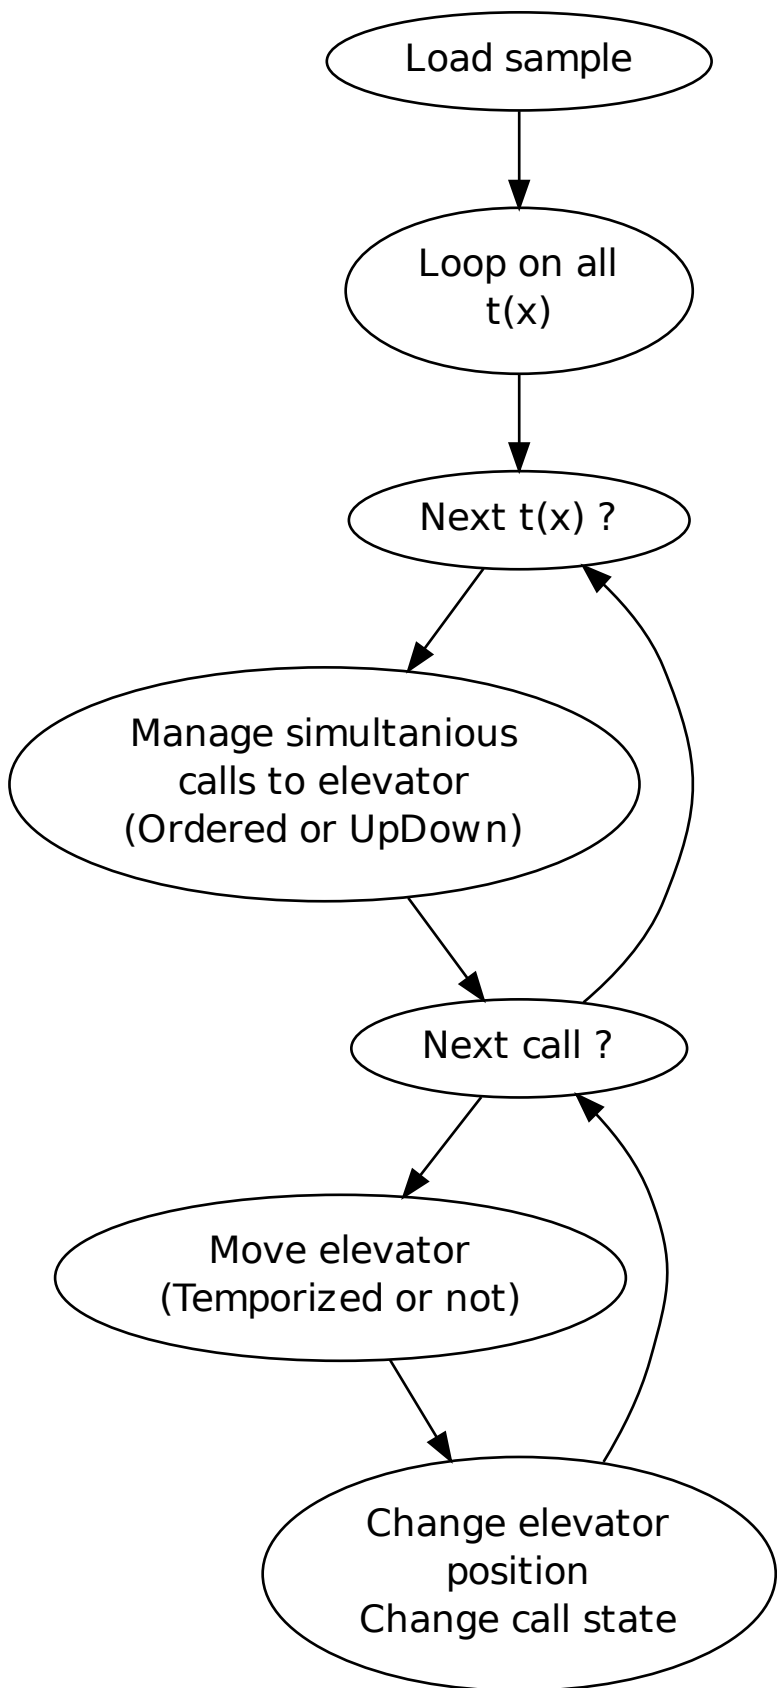 Load sample
Loop on all
t(x)
Next t(x) ?
Manage simultanious
calls to elevator
(Ordered or UpDown)
Next call ?
Move elevator
(Temporized or not)
Change elevator
position
Change call state